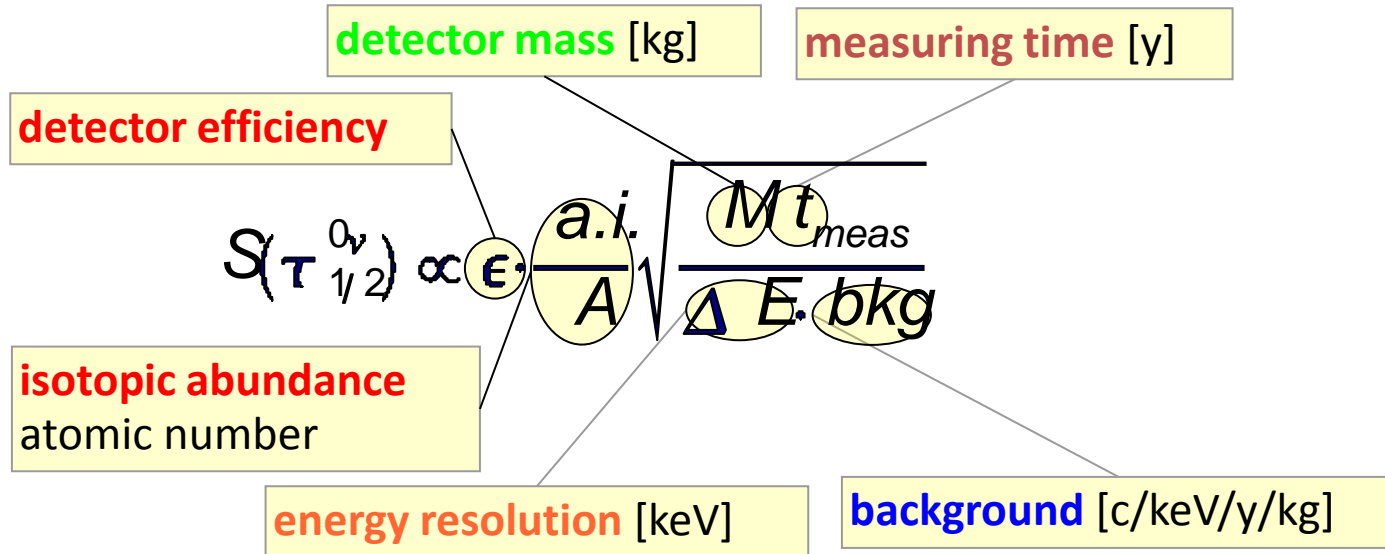 detector mass [kg]
measuring time [y]
detector efficiency
S(τ 0ν 1/2) ∝ ϵ· a.i. / A √ M t meas / Δ E · bkg
isotopic abundance
atomic number
energy resolution [keV]
background [c/keV/y/kg]